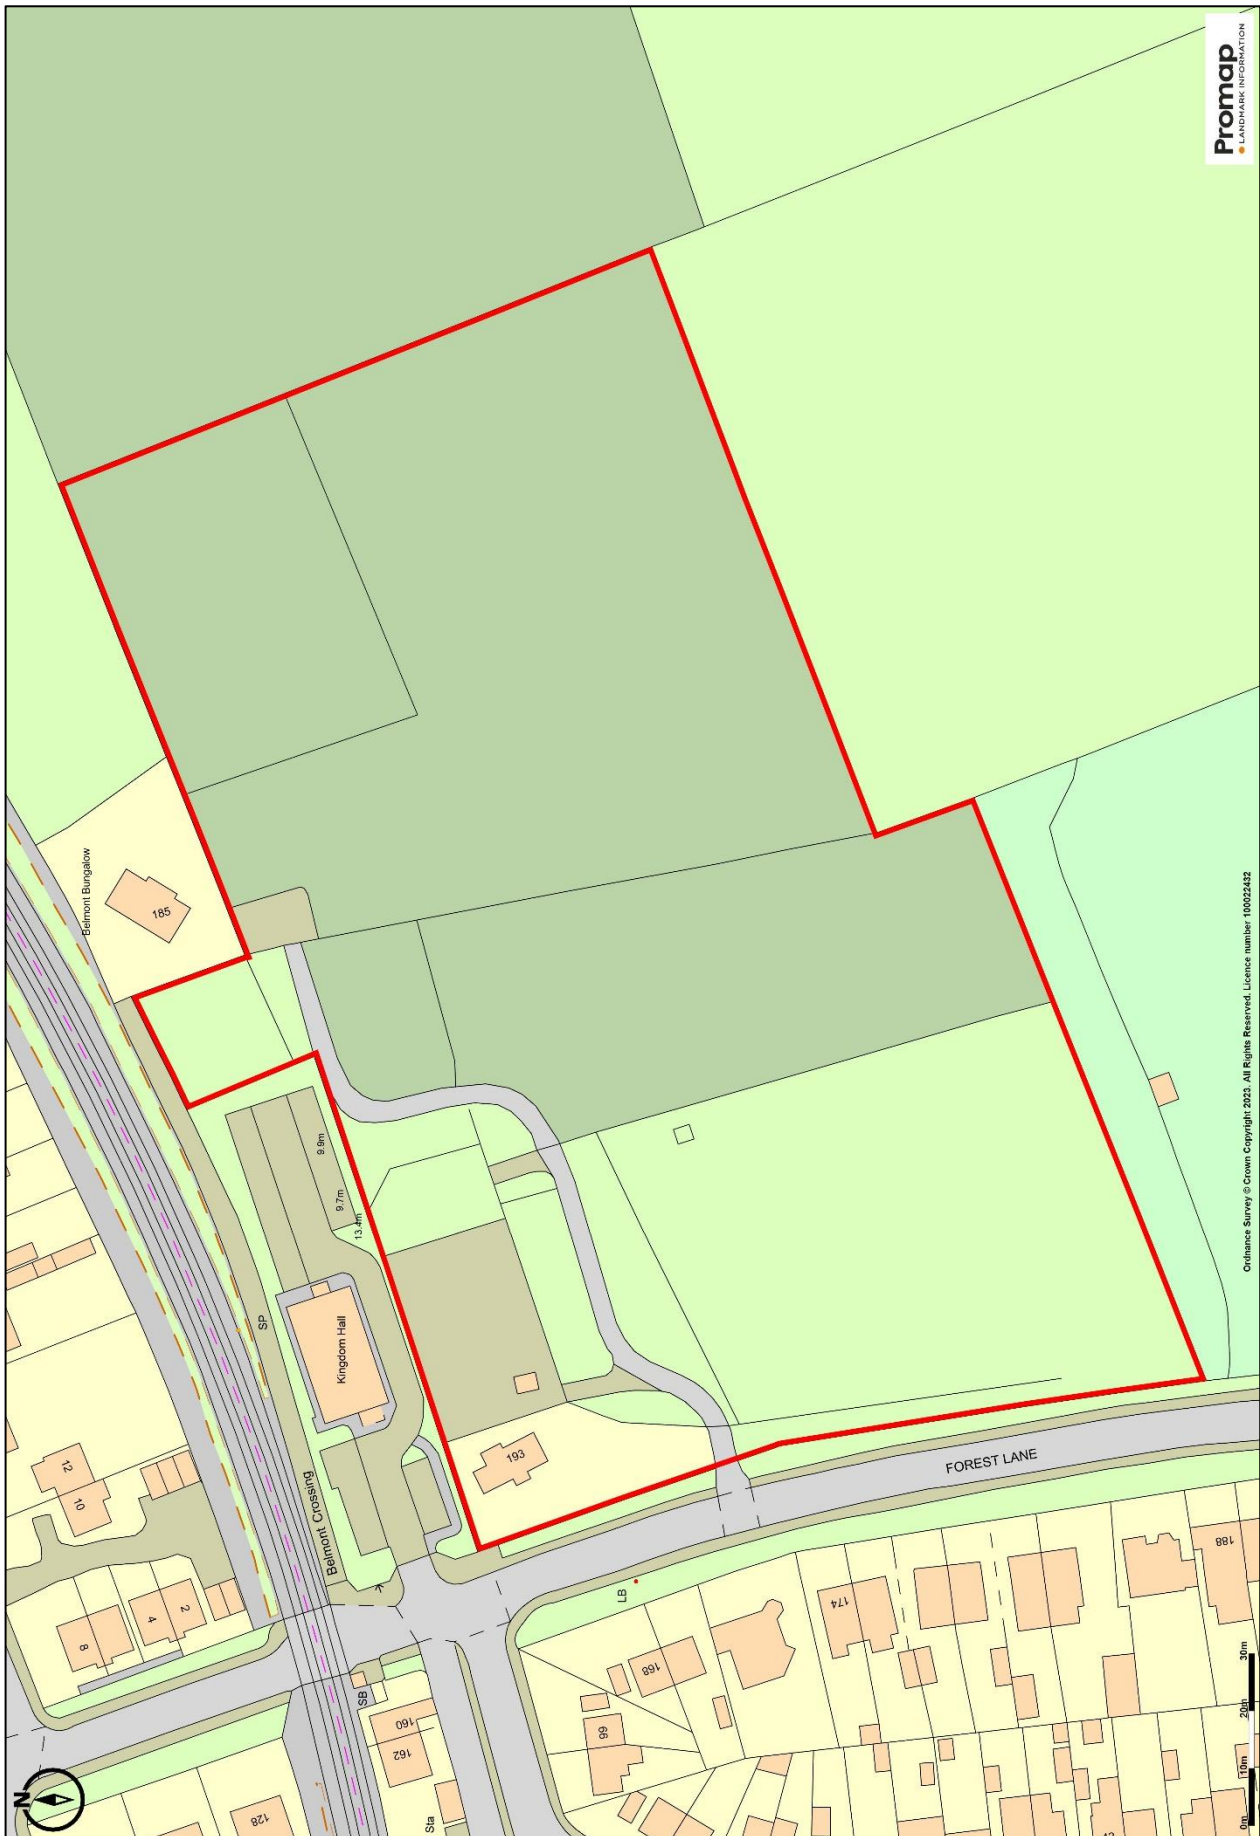 Promap
LANDMARK INFORMATION
Belmont Bungalow
185
9.9m
9.7m
13.4m
SP
Kingdom Hall
Belmont Crossing
12
10
8
4
2
193
FOREST LANE
LB
SB
160
162
128
Sta
168
99
174
188
N
0m
10m
20m
30m
Ordnance Survey © Crown Copyright 2023. All Rights Reserved. Licence number 100022432